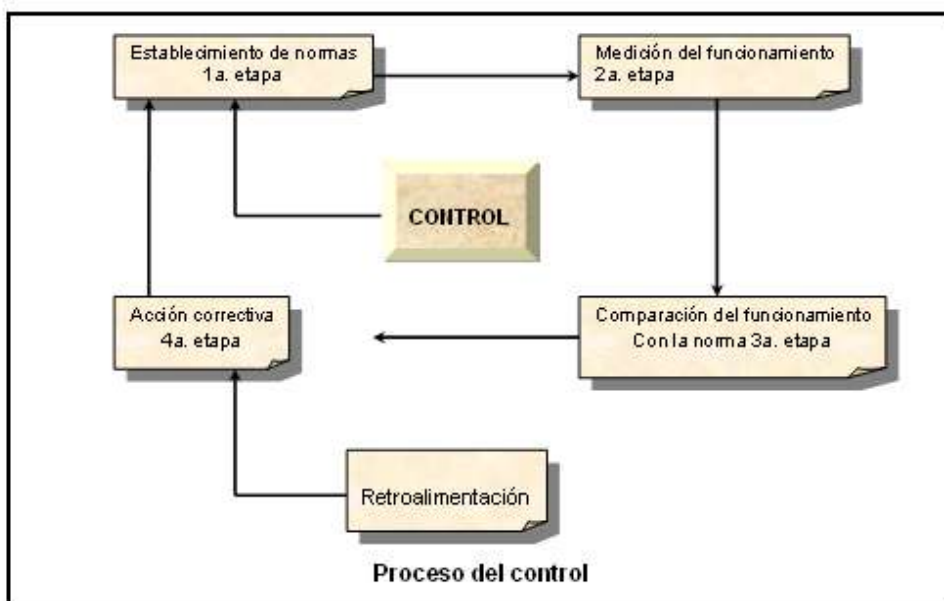 Establecimiento de normas
1a. etapa
Medición del funcionamiento
2a. etapa
CONTROL
Acción correctiva
4a. etapa
Comparación del funcionamiento
Con la norma 3a. etapa
Retroalimentación
Proceso del control